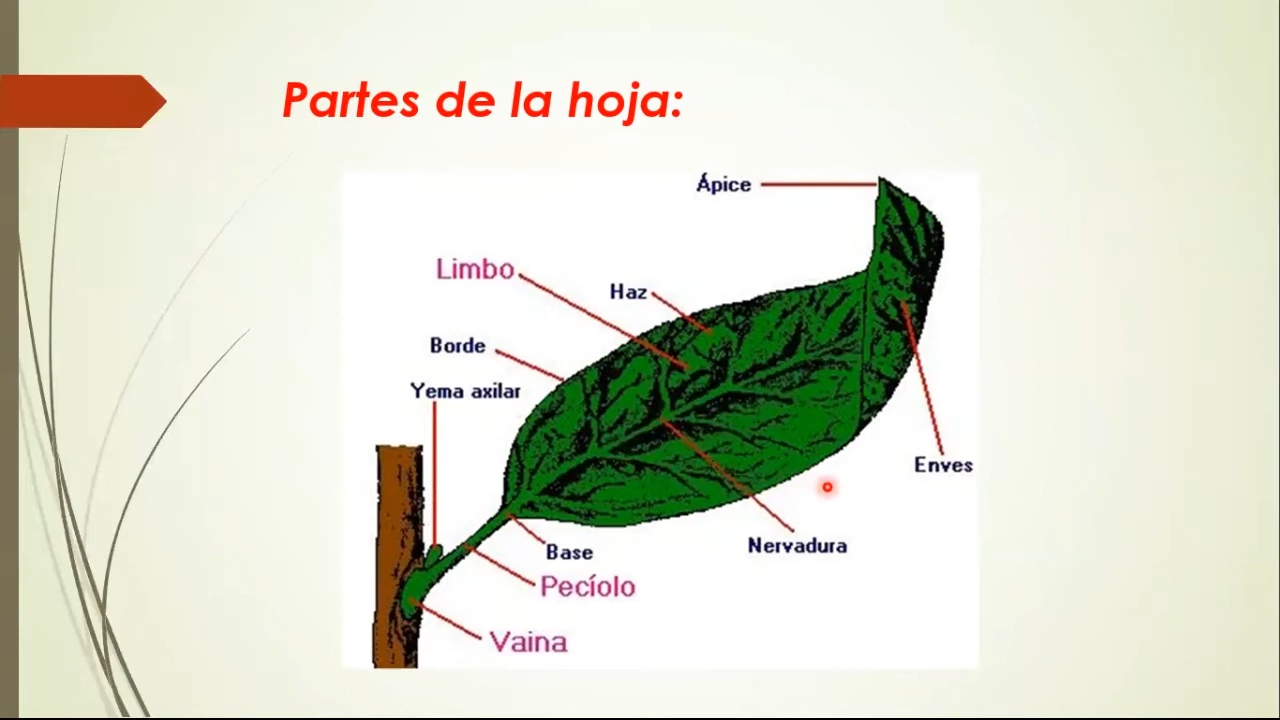 Partes de la hoja:
Ápice
Limbo
Haz
Borde
Yema axilar
Enves
Nervadura
Base
Pecíolo
Vaina